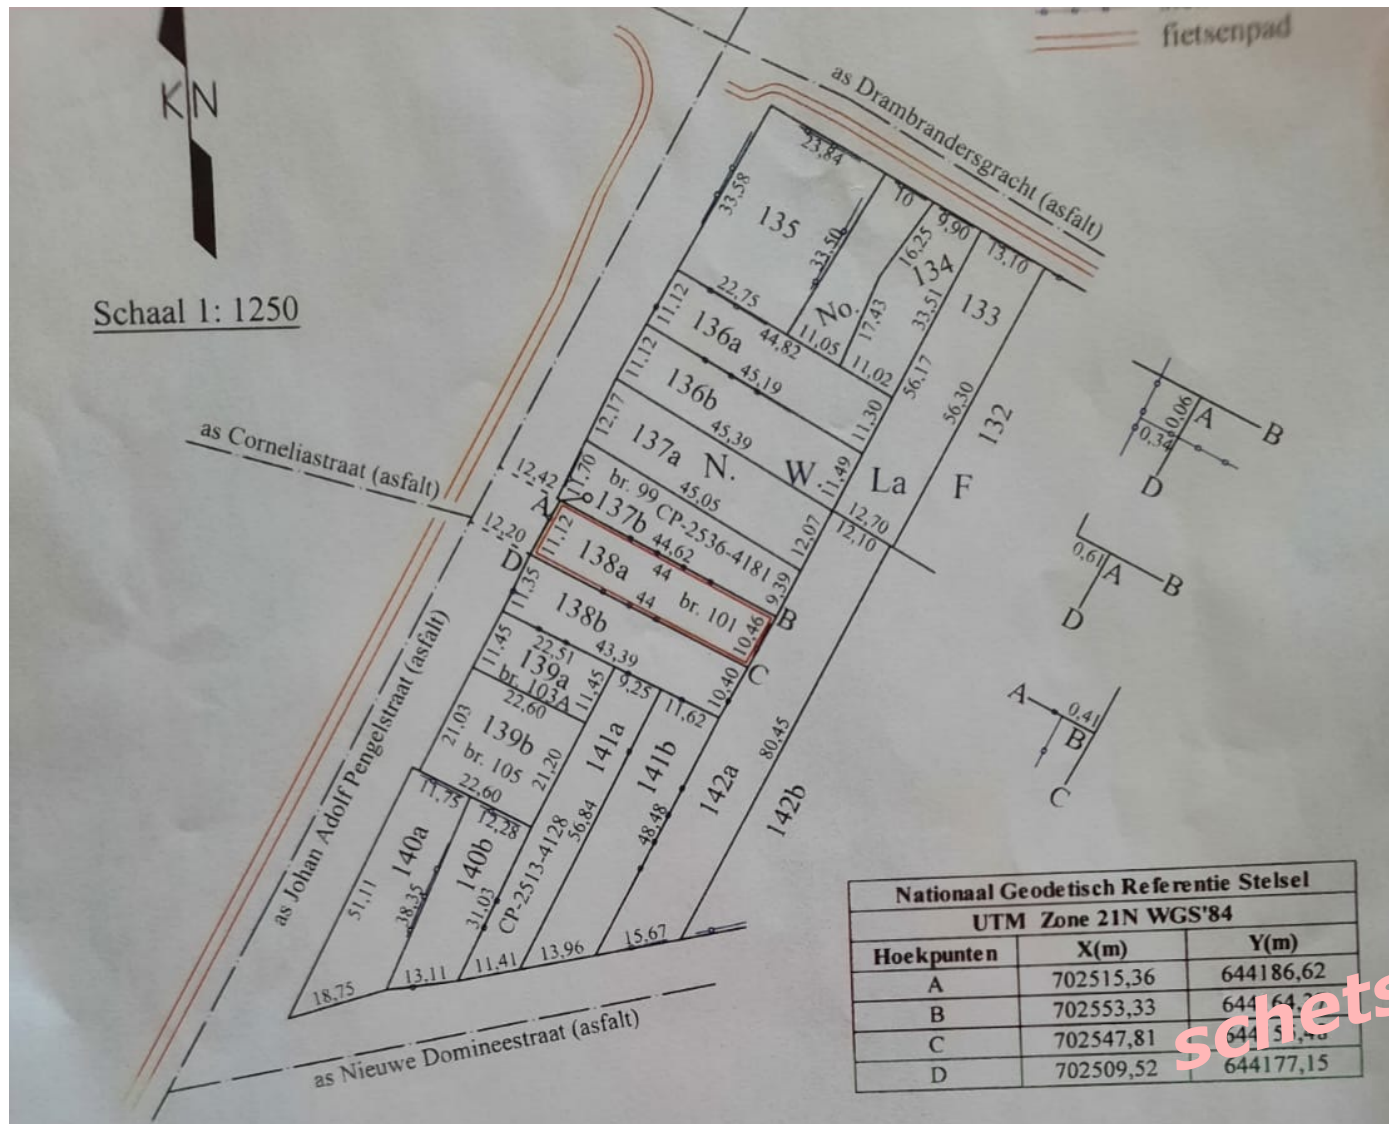 fietsenpad
K N
Schaal 1: 1250
as Drambrandersgracht (asfalt)
as Corneliastraat (asfalt)
as Johan Adolf Pengelstraat (asfalt)
as Nieuwe Domineestraat (asfalt)
23,84
10
9,90
13,10
33,58
135
33,50
16,25
134
133
No.
17,43
33,51
22,75
44,82
11,05
11,02
56,17
56,30
132
11,12
136a
11,12
45,19
11,30
136b
12,17
45,39
11,49
137a
N. W. La F
45,05
12,70
12,10
12,07
11,70
br. 99 CP-2536-4181
137b
9,39
12,42
12,20
A
44,62
11,12
138a
44
44
br. 101
10,46
B
D
C
11,35
138b
43,39
10,40
11,45
22,51
139a
br. 103A
11,45
9,25
11,62
22,60
21,03
139b
br. 105
21,20
22,60
141a
141b
142a
142b
80,45
11,75
12,28
140a
140b
51,11
38,35
31,03
CP-2513-4128
56,84
48,48
18,75
13,11
11,41
13,96
15,67
0,06
0,34
A
B
D
0,61
A
B
D
A
0,41
B
C
Nationaal Geodetisch Referentie Stelsel
UTM Zone 21N WGS'84
Hoekpunten X(m) Y(m)
A 702515,36 644186,62
B 702553,33
C 702547,81
D 702509,52 644177,15
schets